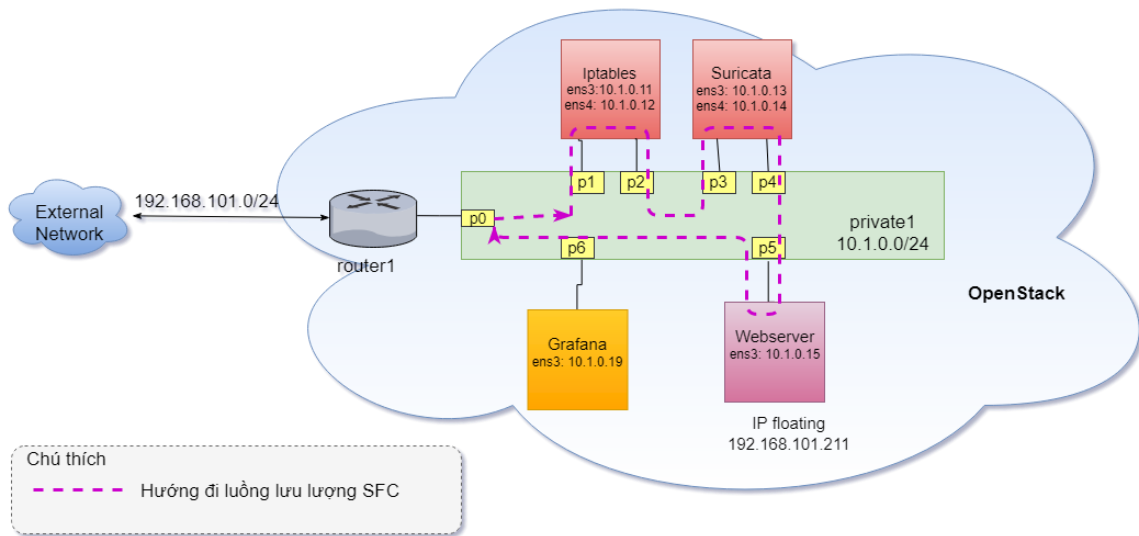 Iptables
ens3:10.1.0.11
ens4: 10.1.0.12
Suricata
ens3: 10.1.0.13
ens4: 10.1.0.14
p1
p2
p3
p4
192.168.101.0/24
External
Network
router1
p0
private1
10.1.0.0/24
p6
p5
OpenStack
Grafana
ens3: 10.1.0.19
Webserver
ens3: 10.1.0.15
IP floating
192.168.101.211
Chú thích
Hướng đi luồng lưu lượng SFC